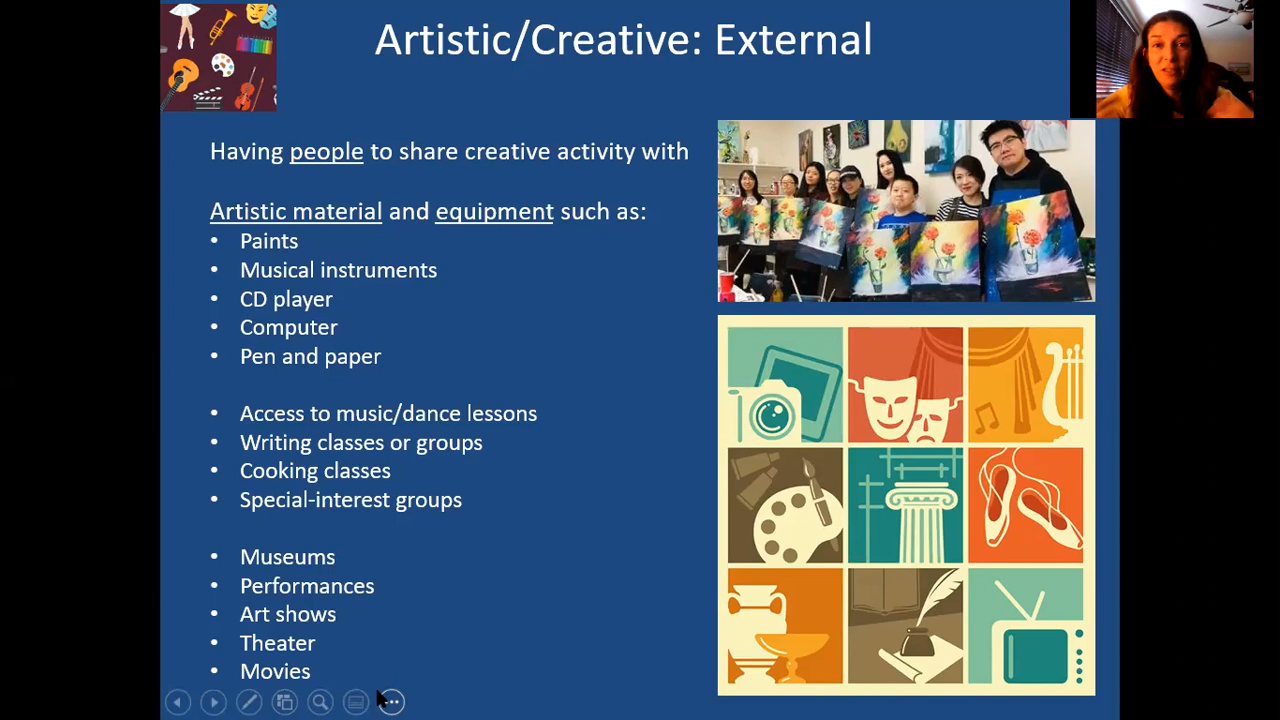 Artistic/Creative: External
Having people to share creative activity with
Artistic material and equipment such as:
• Paints
• Musical instruments
• CD player
• Computer
• Pen and paper
• Access to music/dance lessons
• Writing classes or groups
• Cooking classes
• Special-interest groups
• Museums
• Performances
• Art shows
• Theater
• Movies